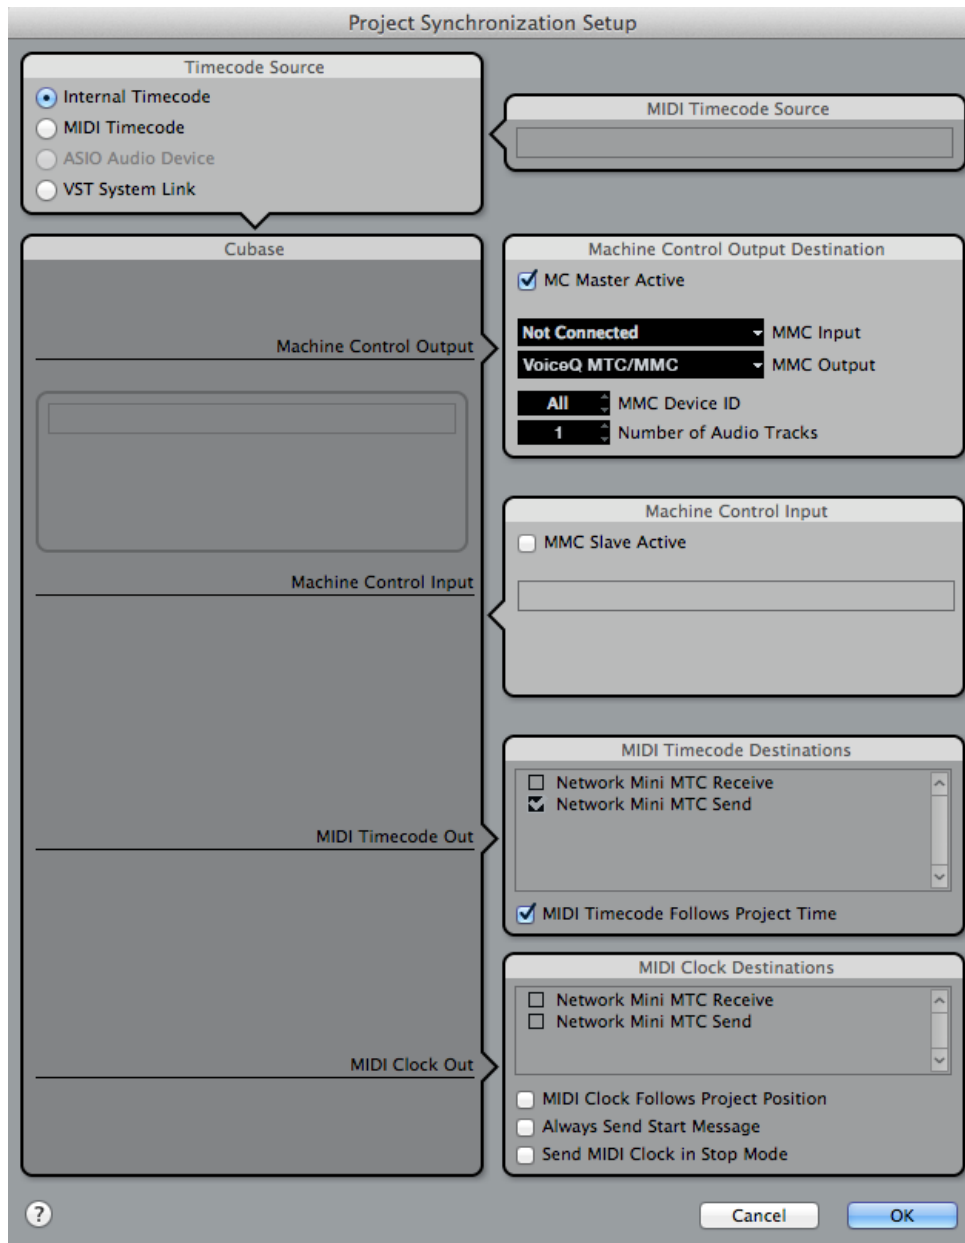 Project Synchronization Setup
Timecode Source
Internal Timecode
MIDI Timecode
ASIO Audio Device
VST System Link
MIDI Timecode Source
Cubase
Machine Control Output
Machine Control Input
MIDI Timecode Out
MIDI Clock Out
Machine Control Output Destination
MC Master Active
Not Connected MMC Input
VoiceQ MTC/MMC MMC Output
All MMC Device ID
1 Number of Audio Tracks
Machine Control Input
MMC Slave Active
MIDI Timecode Destinations
Network Mini MTC Receive
Network Mini MTC Send
MIDI Timecode Follows Project Time
MIDI Clock Destinations
Network Mini MTC Receive
Network Mini MTC Send
MIDI Clock Follows Project Position
Always Send Start Message
Send MIDI Clock in Stop Mode
?
Cancel
OK